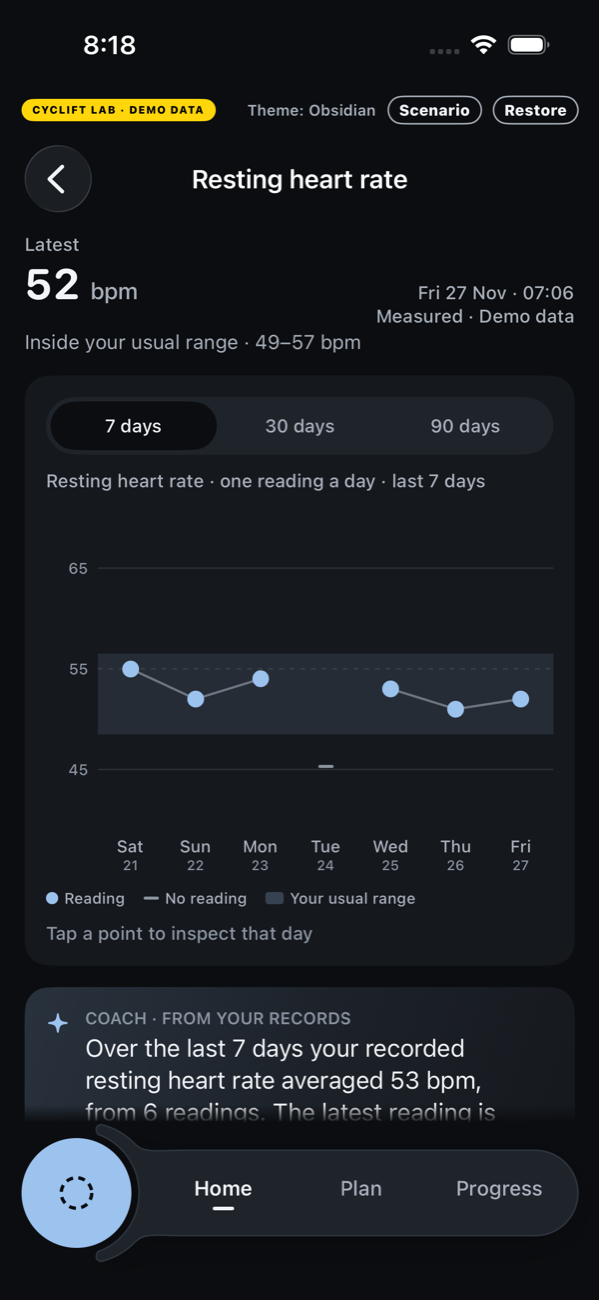 8:18
CYCLIFT LAB · DEMO DATA
Theme: Obsidian
Scenario
Restore
Resting heart rate
Latest
52 bpm
Fri 27 Nov · 07:06
Measured · Demo data
Inside your usual range · 49–57 bpm
7 days
30 days
90 days
Resting heart rate · one reading a day · last 7 days
65
55
45
Sat Sun Mon Tue Wed Thu Fri
21 22 23 24 25 26 27
Reading No reading Your usual range
Tap a point to inspect that day
COACH · FROM YOUR RECORDS
Over the last 7 days your recorded
resting heart rate averaged 53 bpm,
from 6 readings. The latest reading is
Home
Plan
Progress